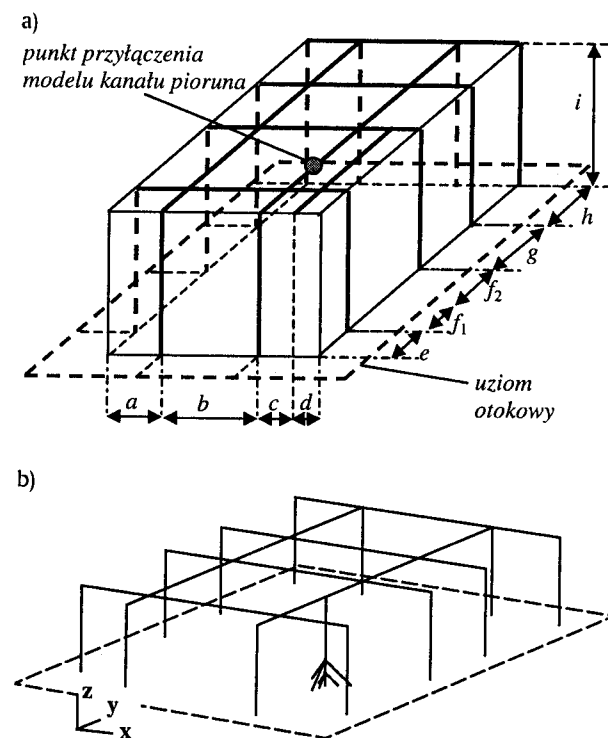 a)
punkt przyłączenia
modelu kanału pioruna
i
h
g
f2
f1
e
a b c d
uziom
otokowy
b)
z
y
x